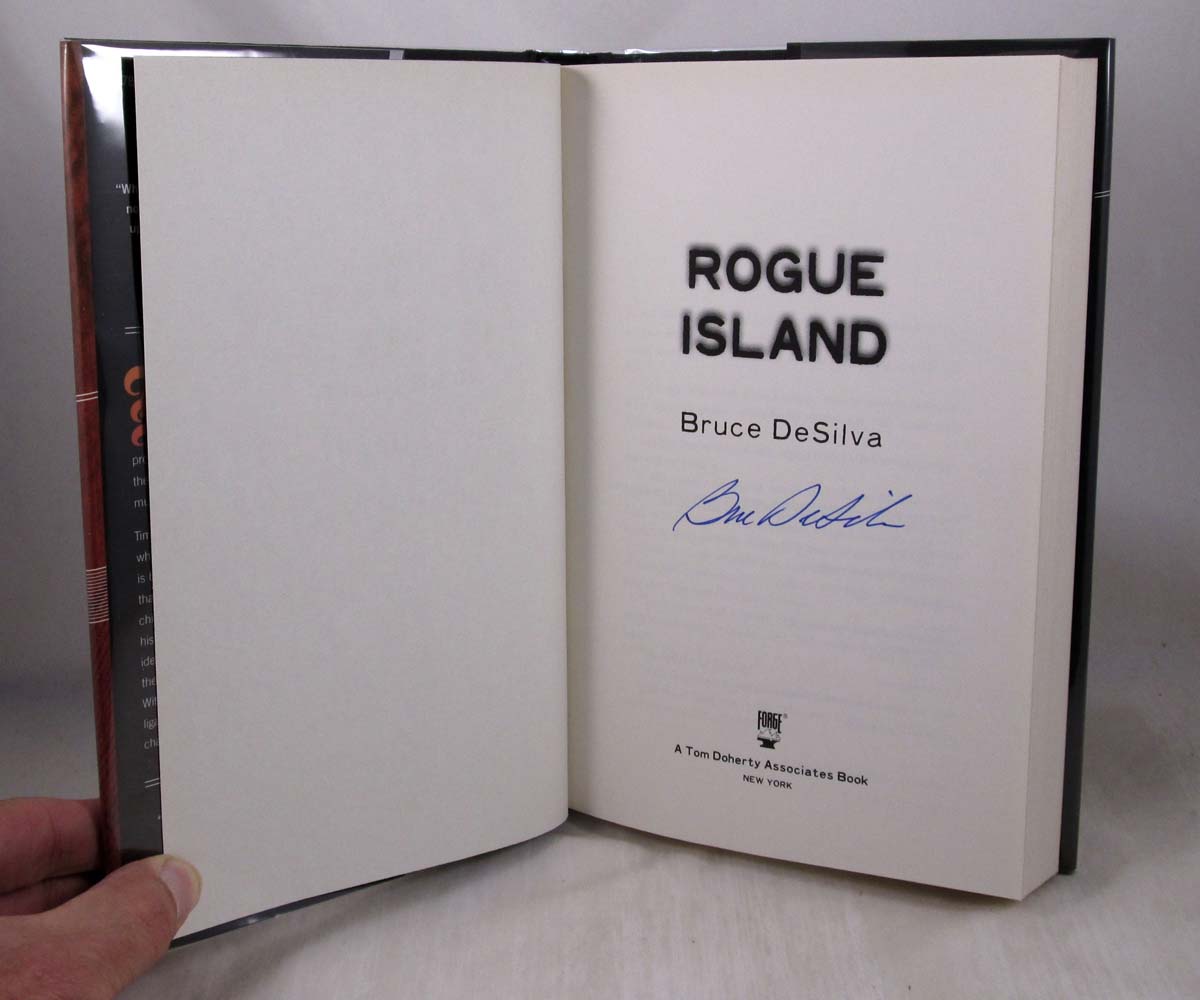 ROGUE
ISLAND
Bruce DeSilva
Bruce DeSilva
FORGE®
A Tom Doherty Associates Book
NEW YORK